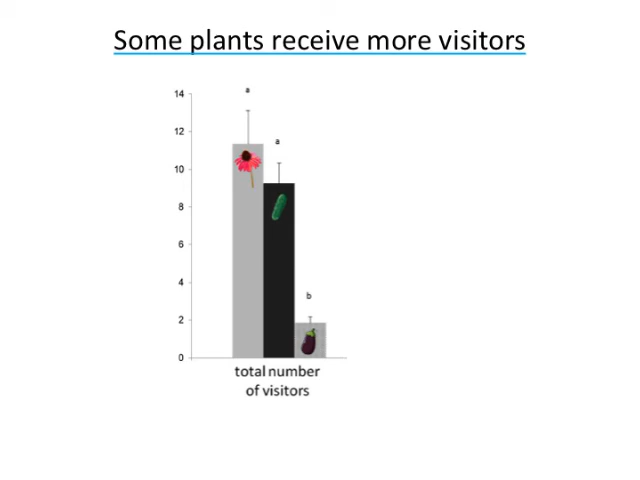 Some plants receive more visitors
a
14
12
a
10
8
6
4
b
2
0
total number
of visitors